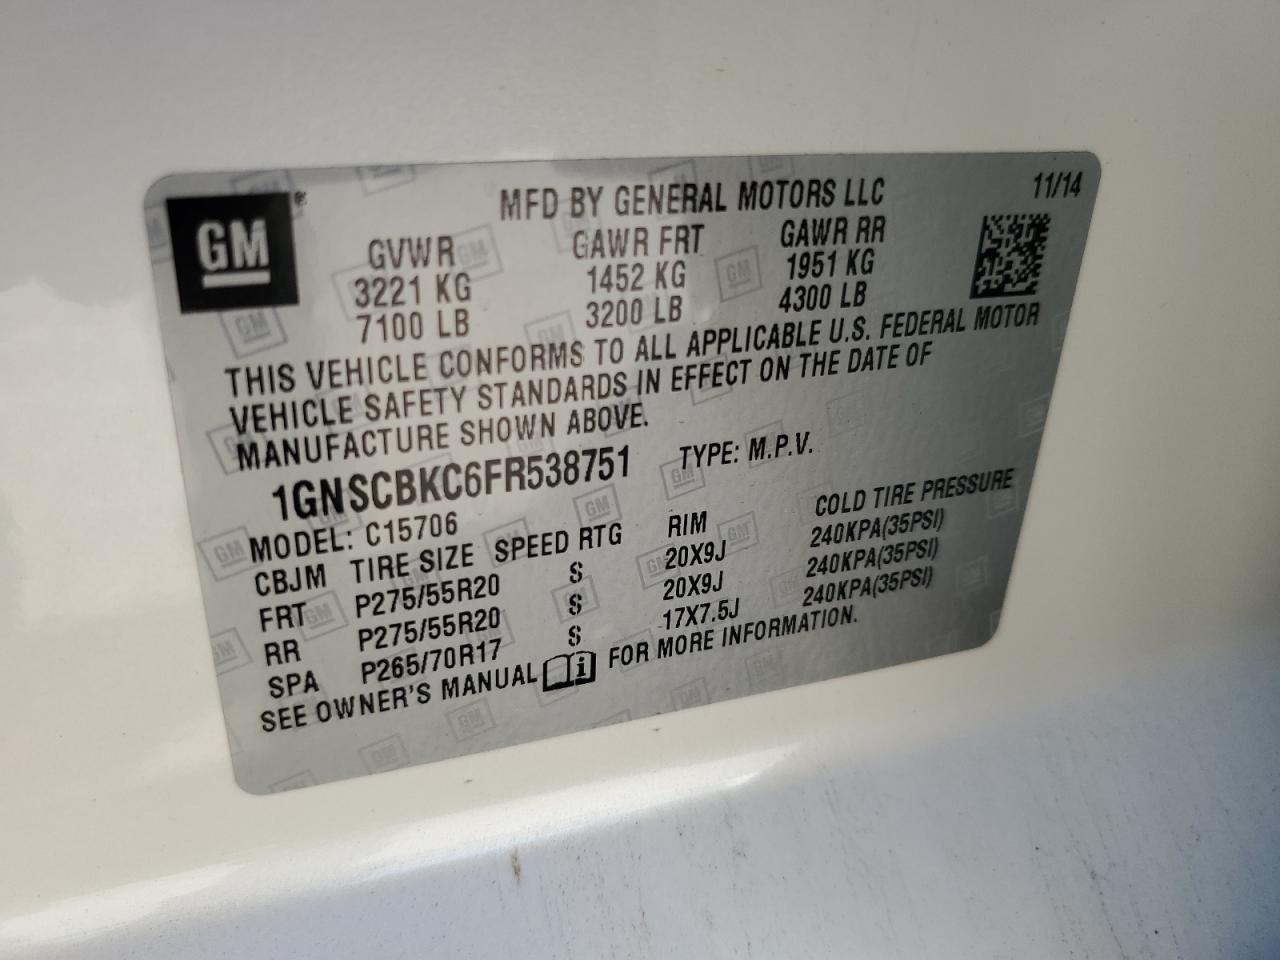 GM®
MFD BY GENERAL MOTORS LLC 11/14
GVWR GAWR FRT GAWR RR
3221 KG 1452 KG 1951 KG
7100 LB 3200 LB 4300 LB
THIS VEHICLE CONFORMS TO ALL APPLICABLE U.S. FEDERAL MOTOR
VEHICLE SAFETY STANDARDS IN EFFECT ON THE DATE OF
MANUFACTURE SHOWN ABOVE.
1GNSCBKC6FR538751 TYPE: M.P.V.
MODEL: C15706
CBJM TIRE SIZE SPEED RTG RIM COLD TIRE PRESSURE
FRT P275/55R20 S 20X9J 240KPA(35PSI)
RR P275/55R20 S 20X9J 240KPA(35PSI)
SPA P265/70R17 S 17X7.5J 240KPA(35PSI)
SEE OWNER'S MANUAL FOR MORE INFORMATION.